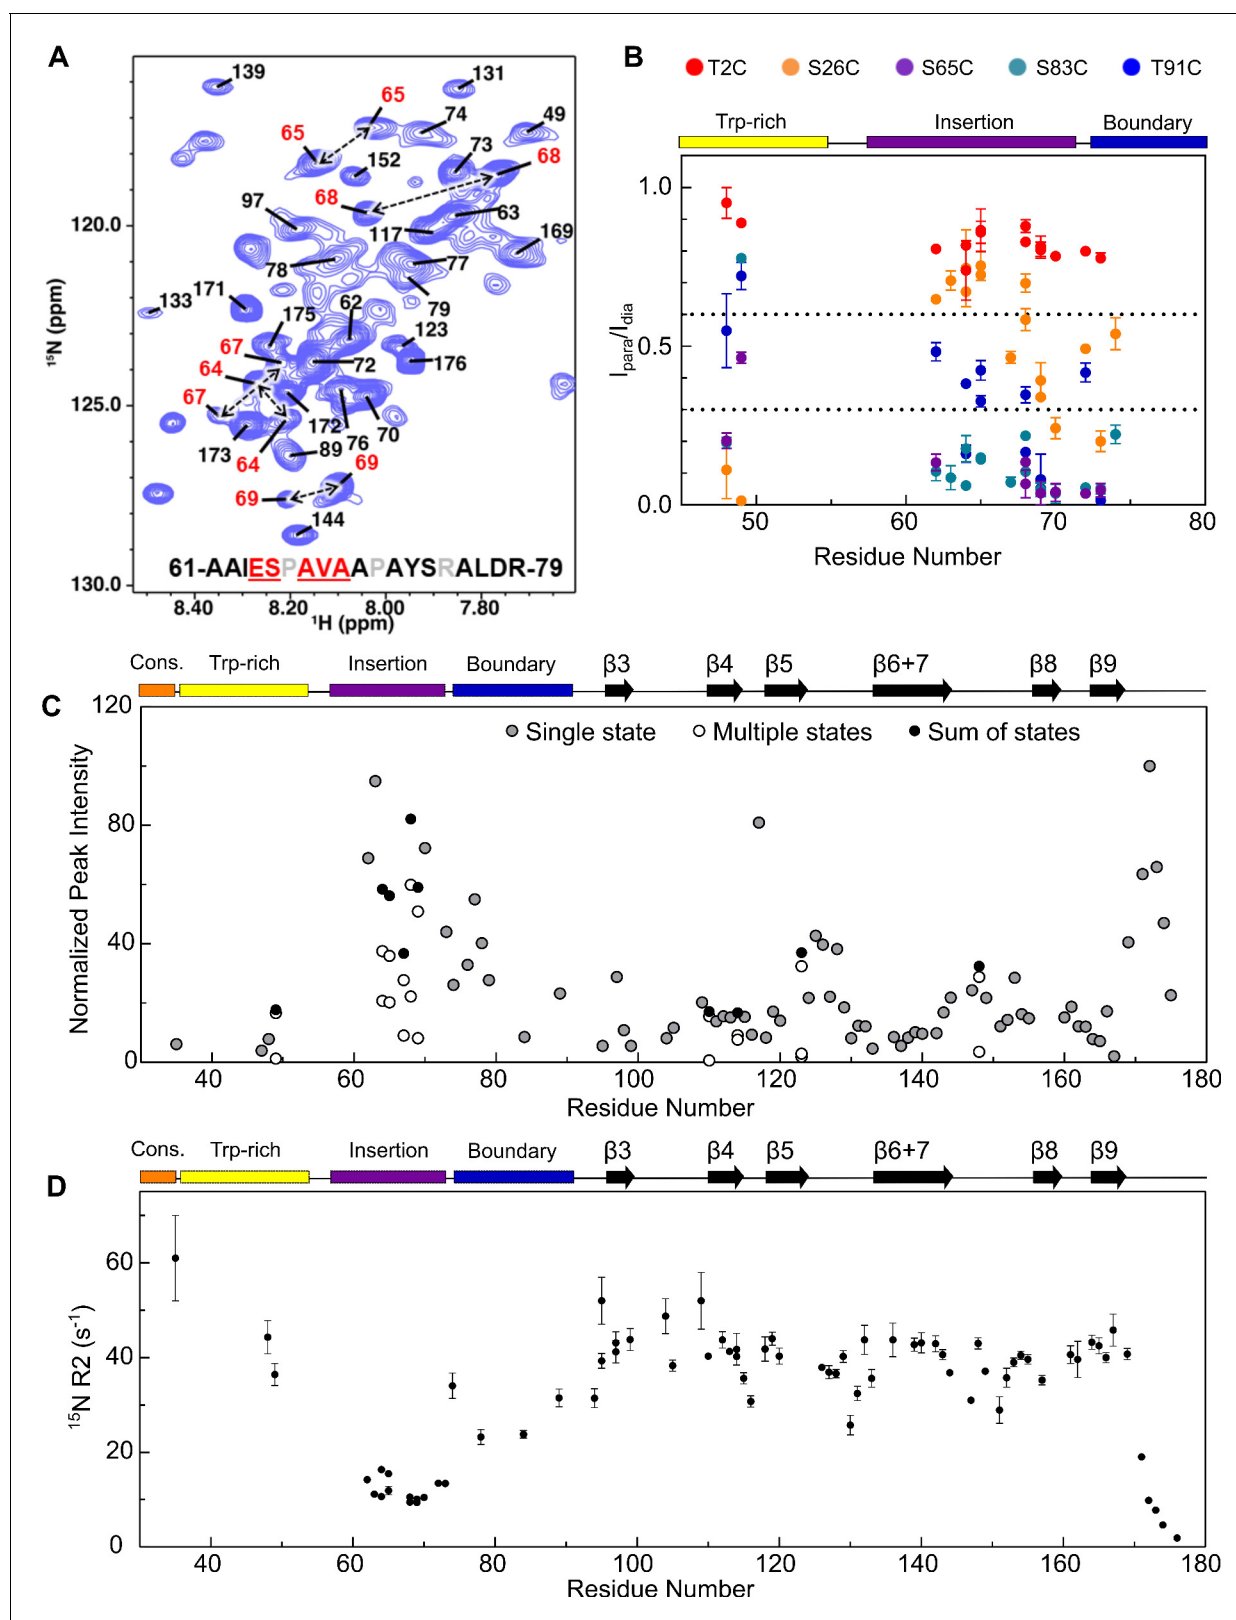 A
139
131
65
65
74
49
73
68
152
68
97
63
117
169
78
77
79
171
133
62
175
123
67
176
64
72
67
172
76
70
173
64
89
69
69
144
61-AAIESPAVAAPAYSRALDR-79
120.0
125.0
130.0
15N (ppm)
8.40
8.20
8.00
7.80
1H (ppm)
B
T2C
S26C
S65C
S83C
T91C
Trp-rich
Insertion
Boundary
1.0
0.5
0.0
Ipara/Idia
50
60
70
80
Residue Number
Cons.
Trp-rich
Insertion
Boundary
β3
β4
β5
β6+7
β8
β9
C
Single state
Multiple states
Sum of states
120
80
40
0
Normalized Peak Intensity
40
60
80
100
120
140
160
180
Residue Number
Cons.
Trp-rich
Insertion
Boundary
β3
β4
β5
β6+7
β8
β9
D
60
40
20
0
15N R2 (s-1)
40
60
80
100
120
140
160
180
Residue Number